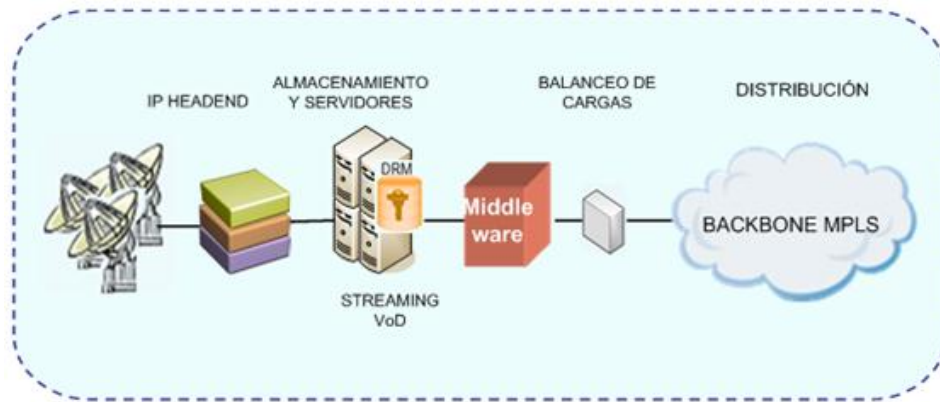 IP HEADEND
ALMACENAMIENTO
Y SERVIDORES
BALANCEO DE
CARGAS
DISTRIBUCIÓN
DRM
Middle
ware
BACKBONE MPLS
STREAMING
VoD